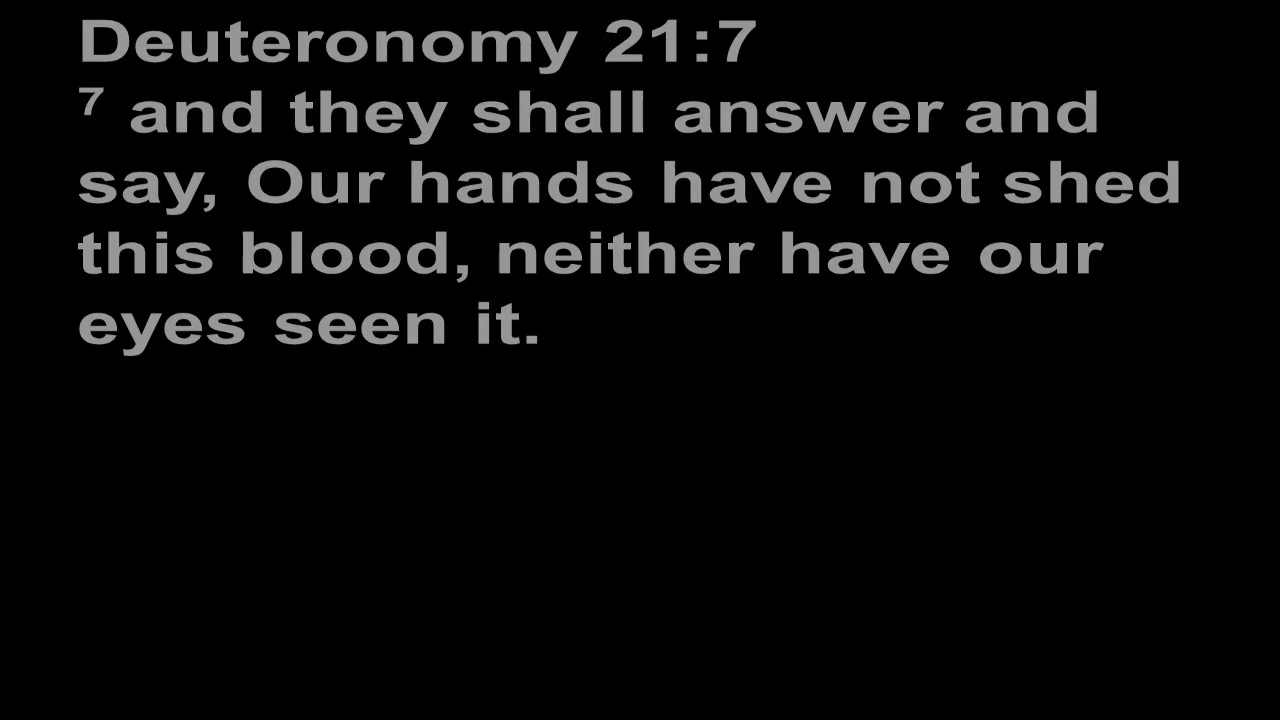 Deuteronomy 21:7
7 and they shall answer and
say, Our hands have not shed
this blood, neither have our
eyes seen it.